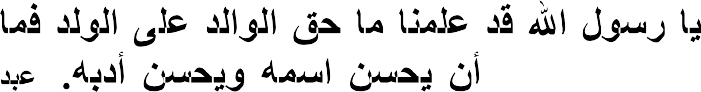 يا رسول الله قد علمنا ما حق الوالد على الولد فما
أن يحسن اسمه ويحسن أدبه. عبد